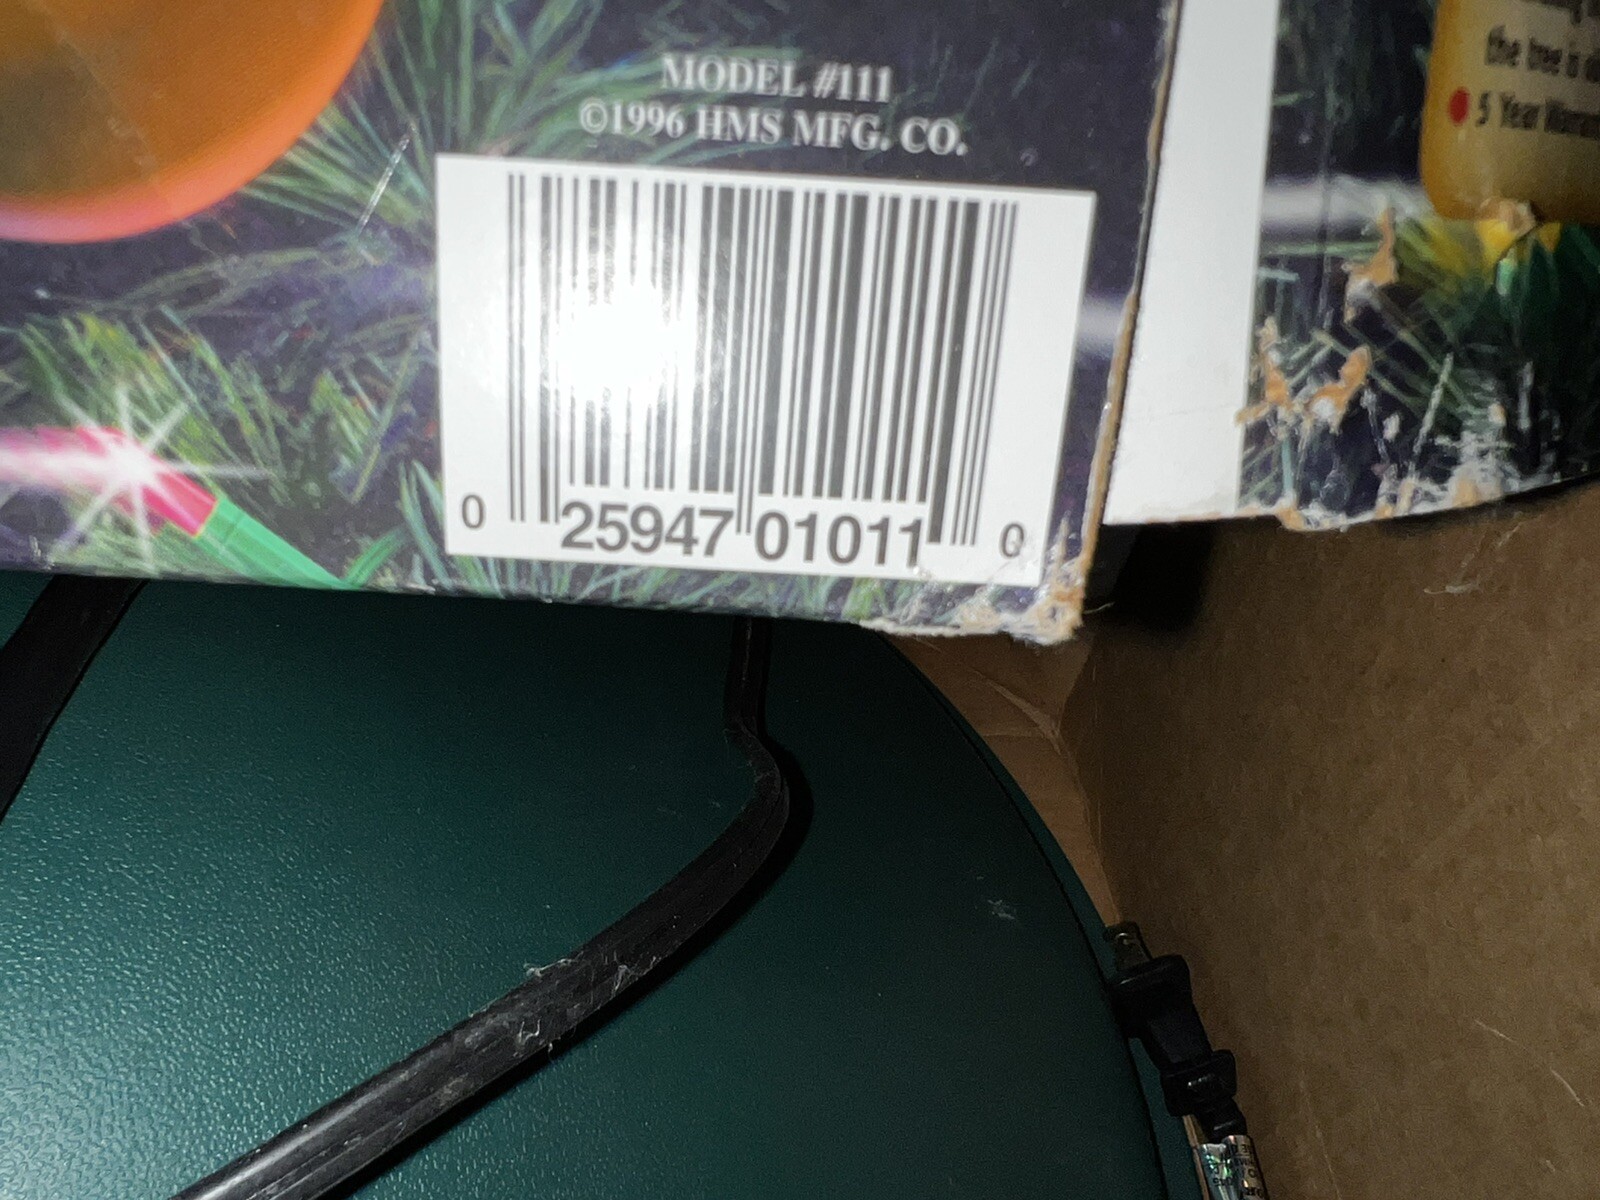 MODEL #111
©1996 HMS MFG. CO.
0 25947 01011 0
the tree is
5 Year